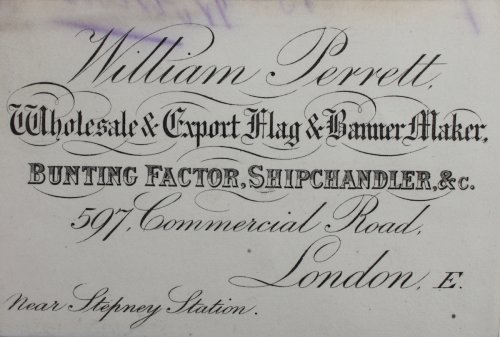 William Perrett,
Wholesale & Export Flag & Banner Maker,
BUNTING FACTOR, SHIPCHANDLER, &c.
597, Commercial Road,
London, E.
Near Stepney Station.